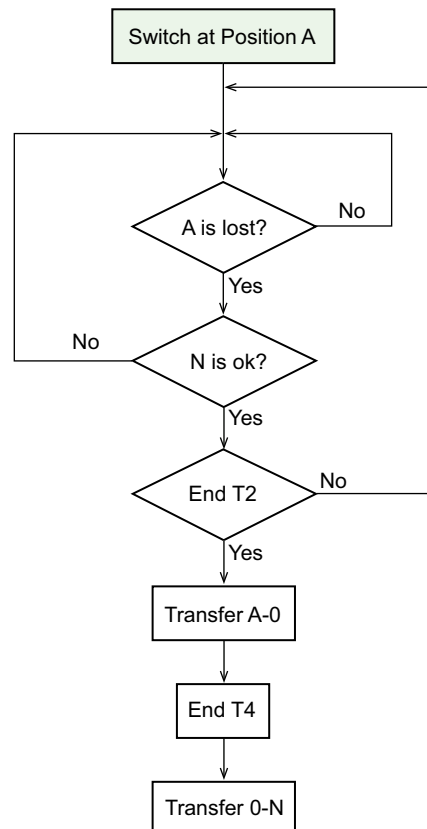 Switch at Position A
A is lost?
No
Yes
No
N is ok?
Yes
End T2
No
Yes
Transfer A-0
End T4
Transfer 0-N